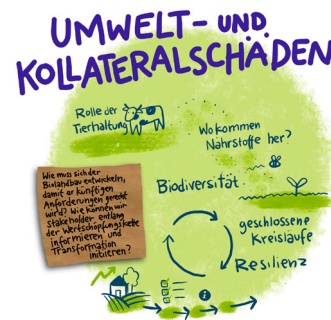 UMWELT- UND
KOLLATERALSCHÄDEN
Rolle der
Tierhaltung
Wo kommen
Nährstoffe her?
Biodiversität
Wie muss sich der
Biolandbau entwickeln,
damit er künftigen
Anforderungen gerecht
wird? Wie können wir
Stakeholder entlang
der Wertschöpfungskette
informieren und
Transformation
initiieren?
geschlossene
Kreisläufe
Resilienz
i